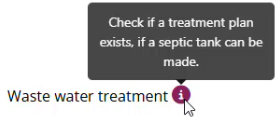 Check if a treatment plan
exists, if a septic tank can be
made.
Waste water treatment i